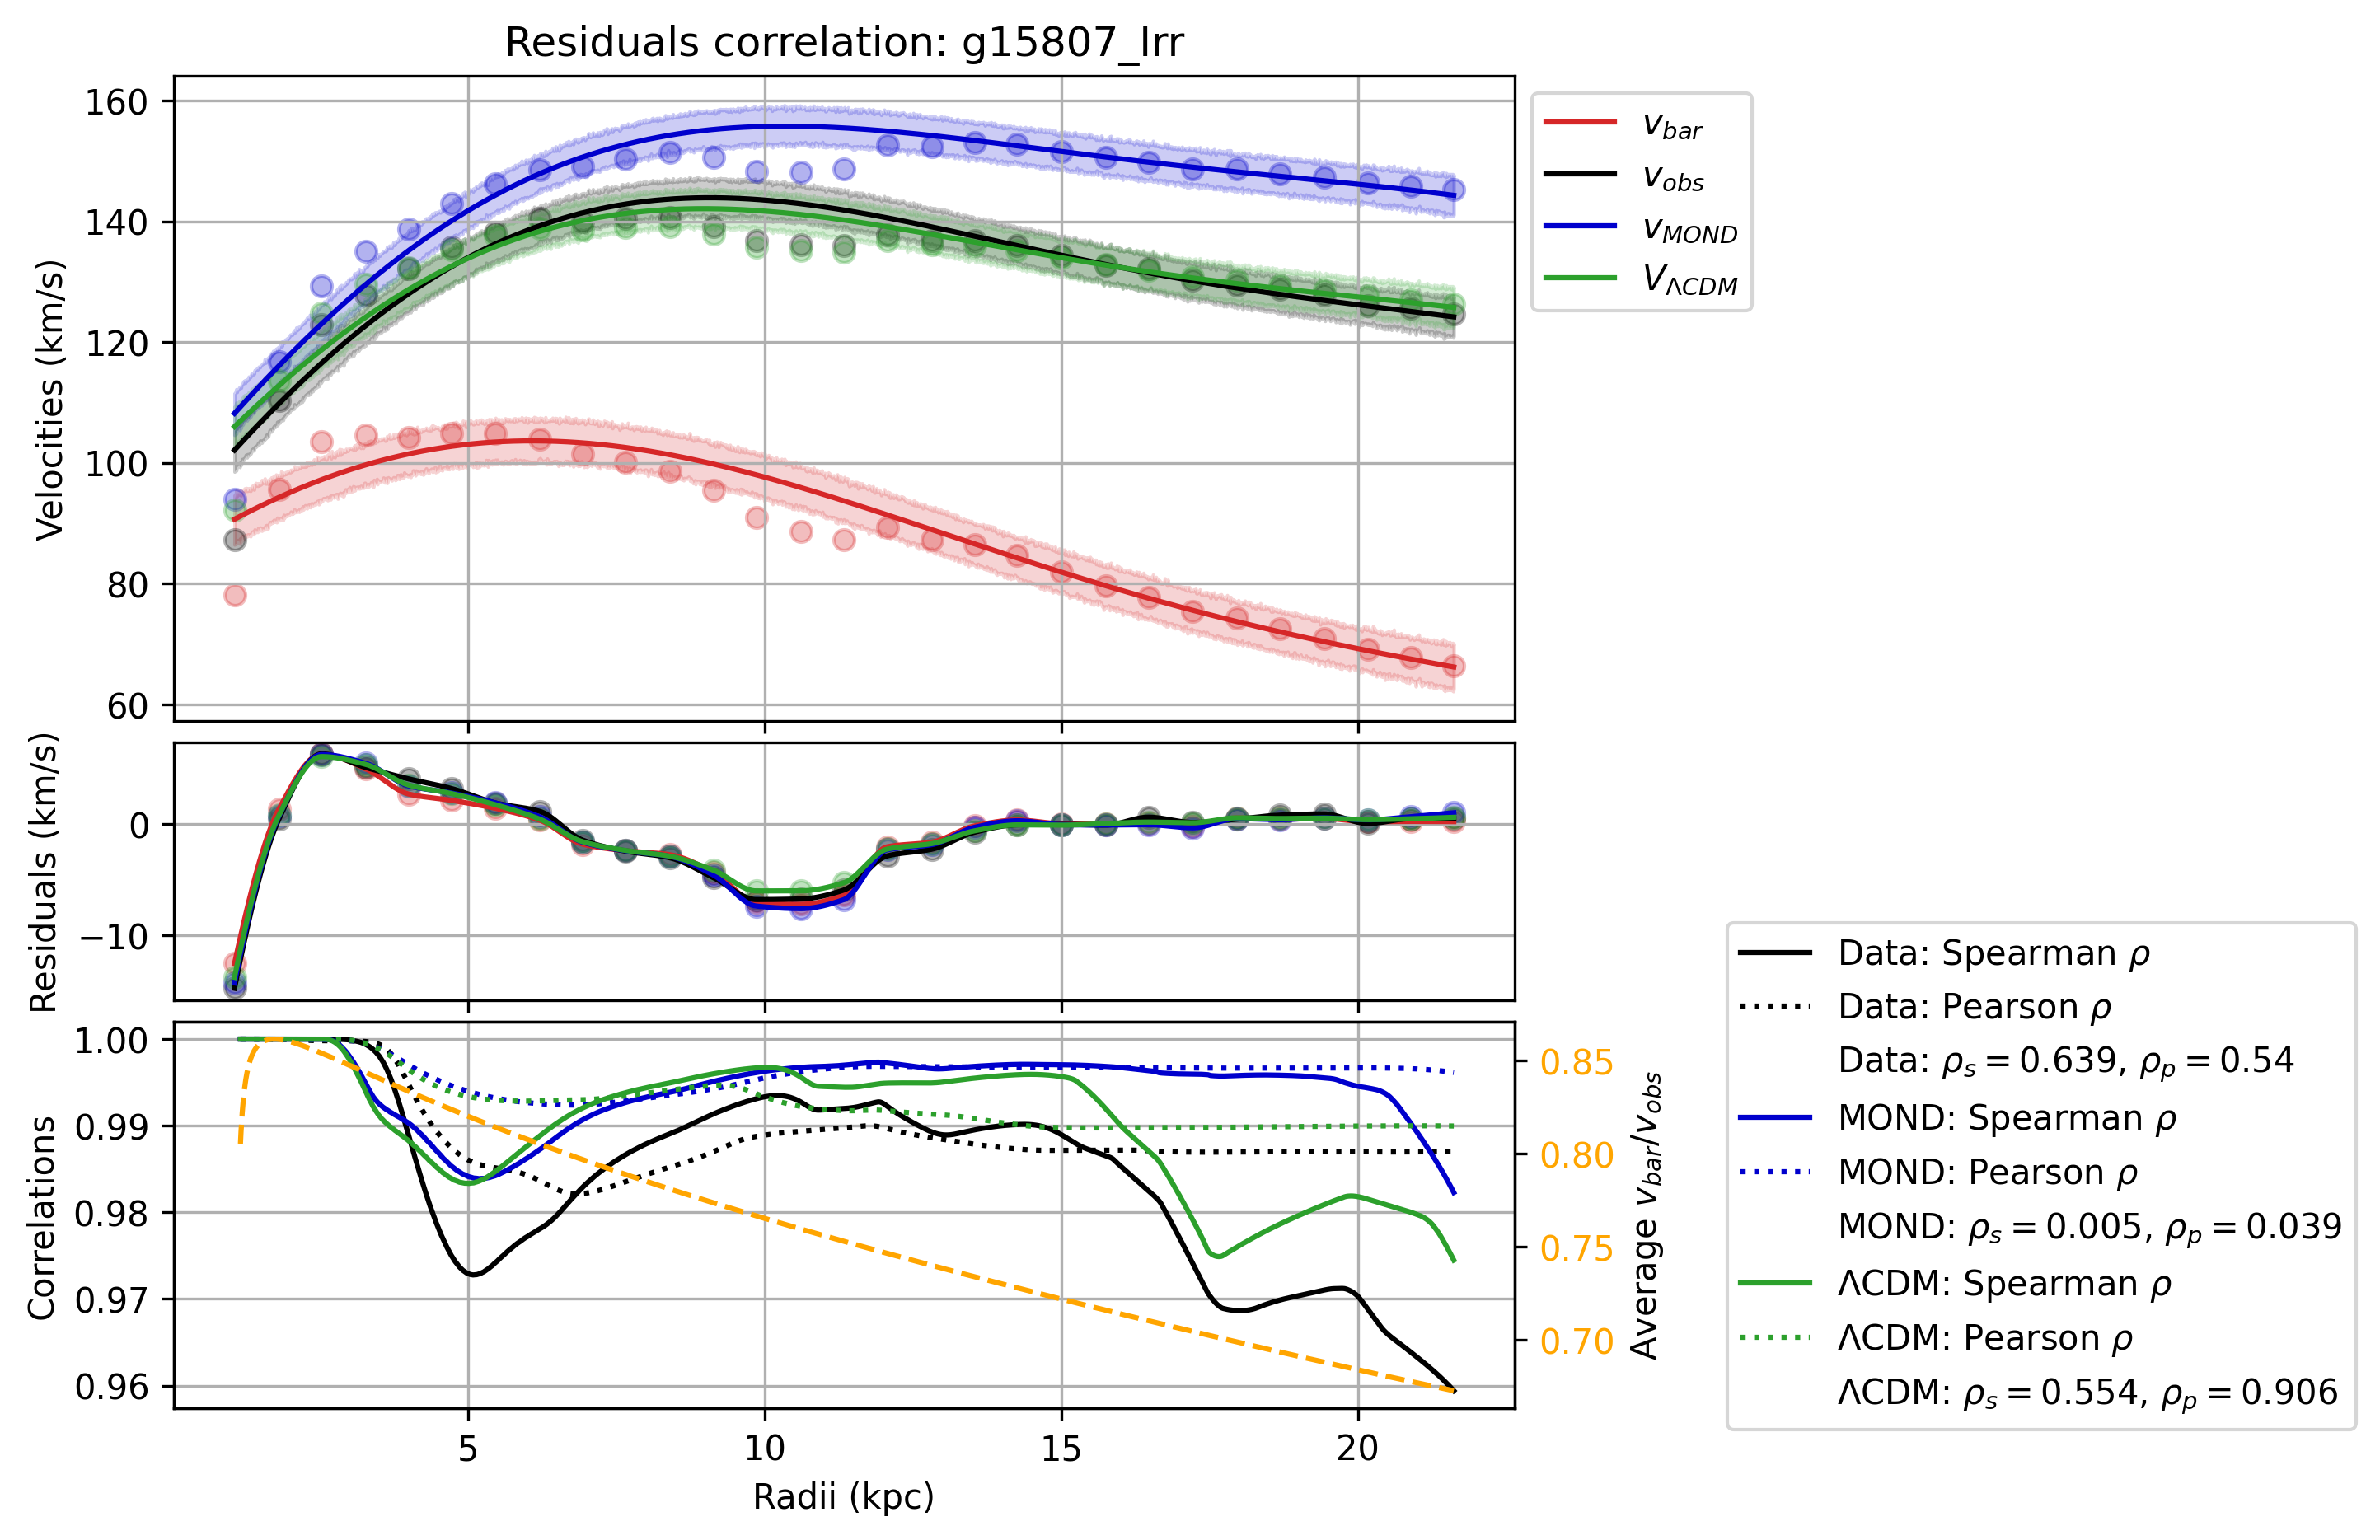 Residuals correlation: g15807_Irr
160
140
120
100
80
60
Velocities (km/s)
v_bar
v_obs
v_MOND
V_ΛCDM
0
−10
Residuals (km/s)
1.00
0.99
0.98
0.97
0.96
Correlations
0.85
0.80
0.75
0.70
Average v_bar/v_obs
5
10
15
20
Radii (kpc)
Data: Spearman ρ
Data: Pearson ρ
Data: ρ_s = 0.639, ρ_p = 0.54
MOND: Spearman ρ
MOND: Pearson ρ
MOND: ρ_s = 0.005, ρ_p = 0.039
ΛCDM: Spearman ρ
ΛCDM: Pearson ρ
ΛCDM: ρ_s = 0.554, ρ_p = 0.906